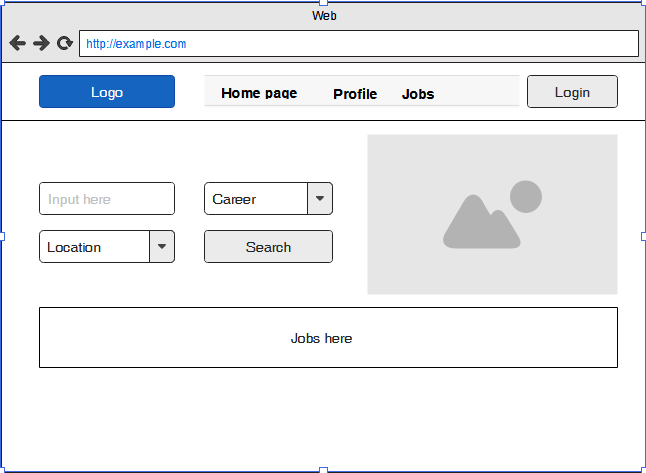 Web
http://example.com
Logo
Home page Profile Jobs
Login
Input here
Career
Location
Search
Jobs here